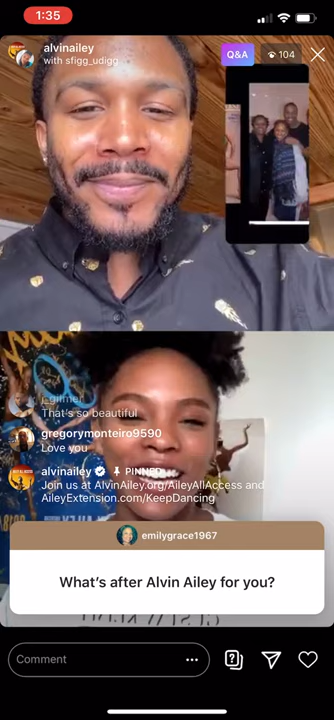 1:35
alvinailey
with sfigg_udigg
Q&A
104
That's so beautiful
gregorymonteiro9590
Love you
alvinailey PINNED
Join us at AlvinAiley.org/AileyAllAccess and
AileyExtension.com/KeepDancing
emilygrace1967
What's after Alvin Ailey for you?
Comment